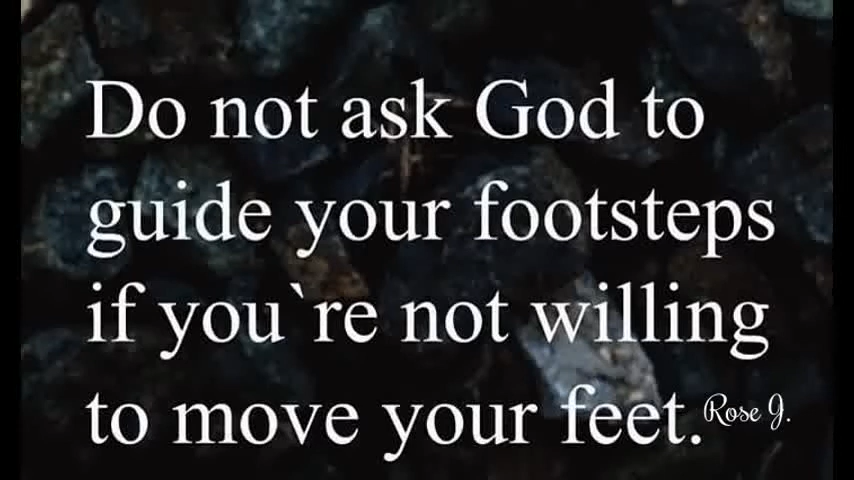 Do not ask God to
guide your footsteps
if you`re not willing
to move your feet.
Rose J.